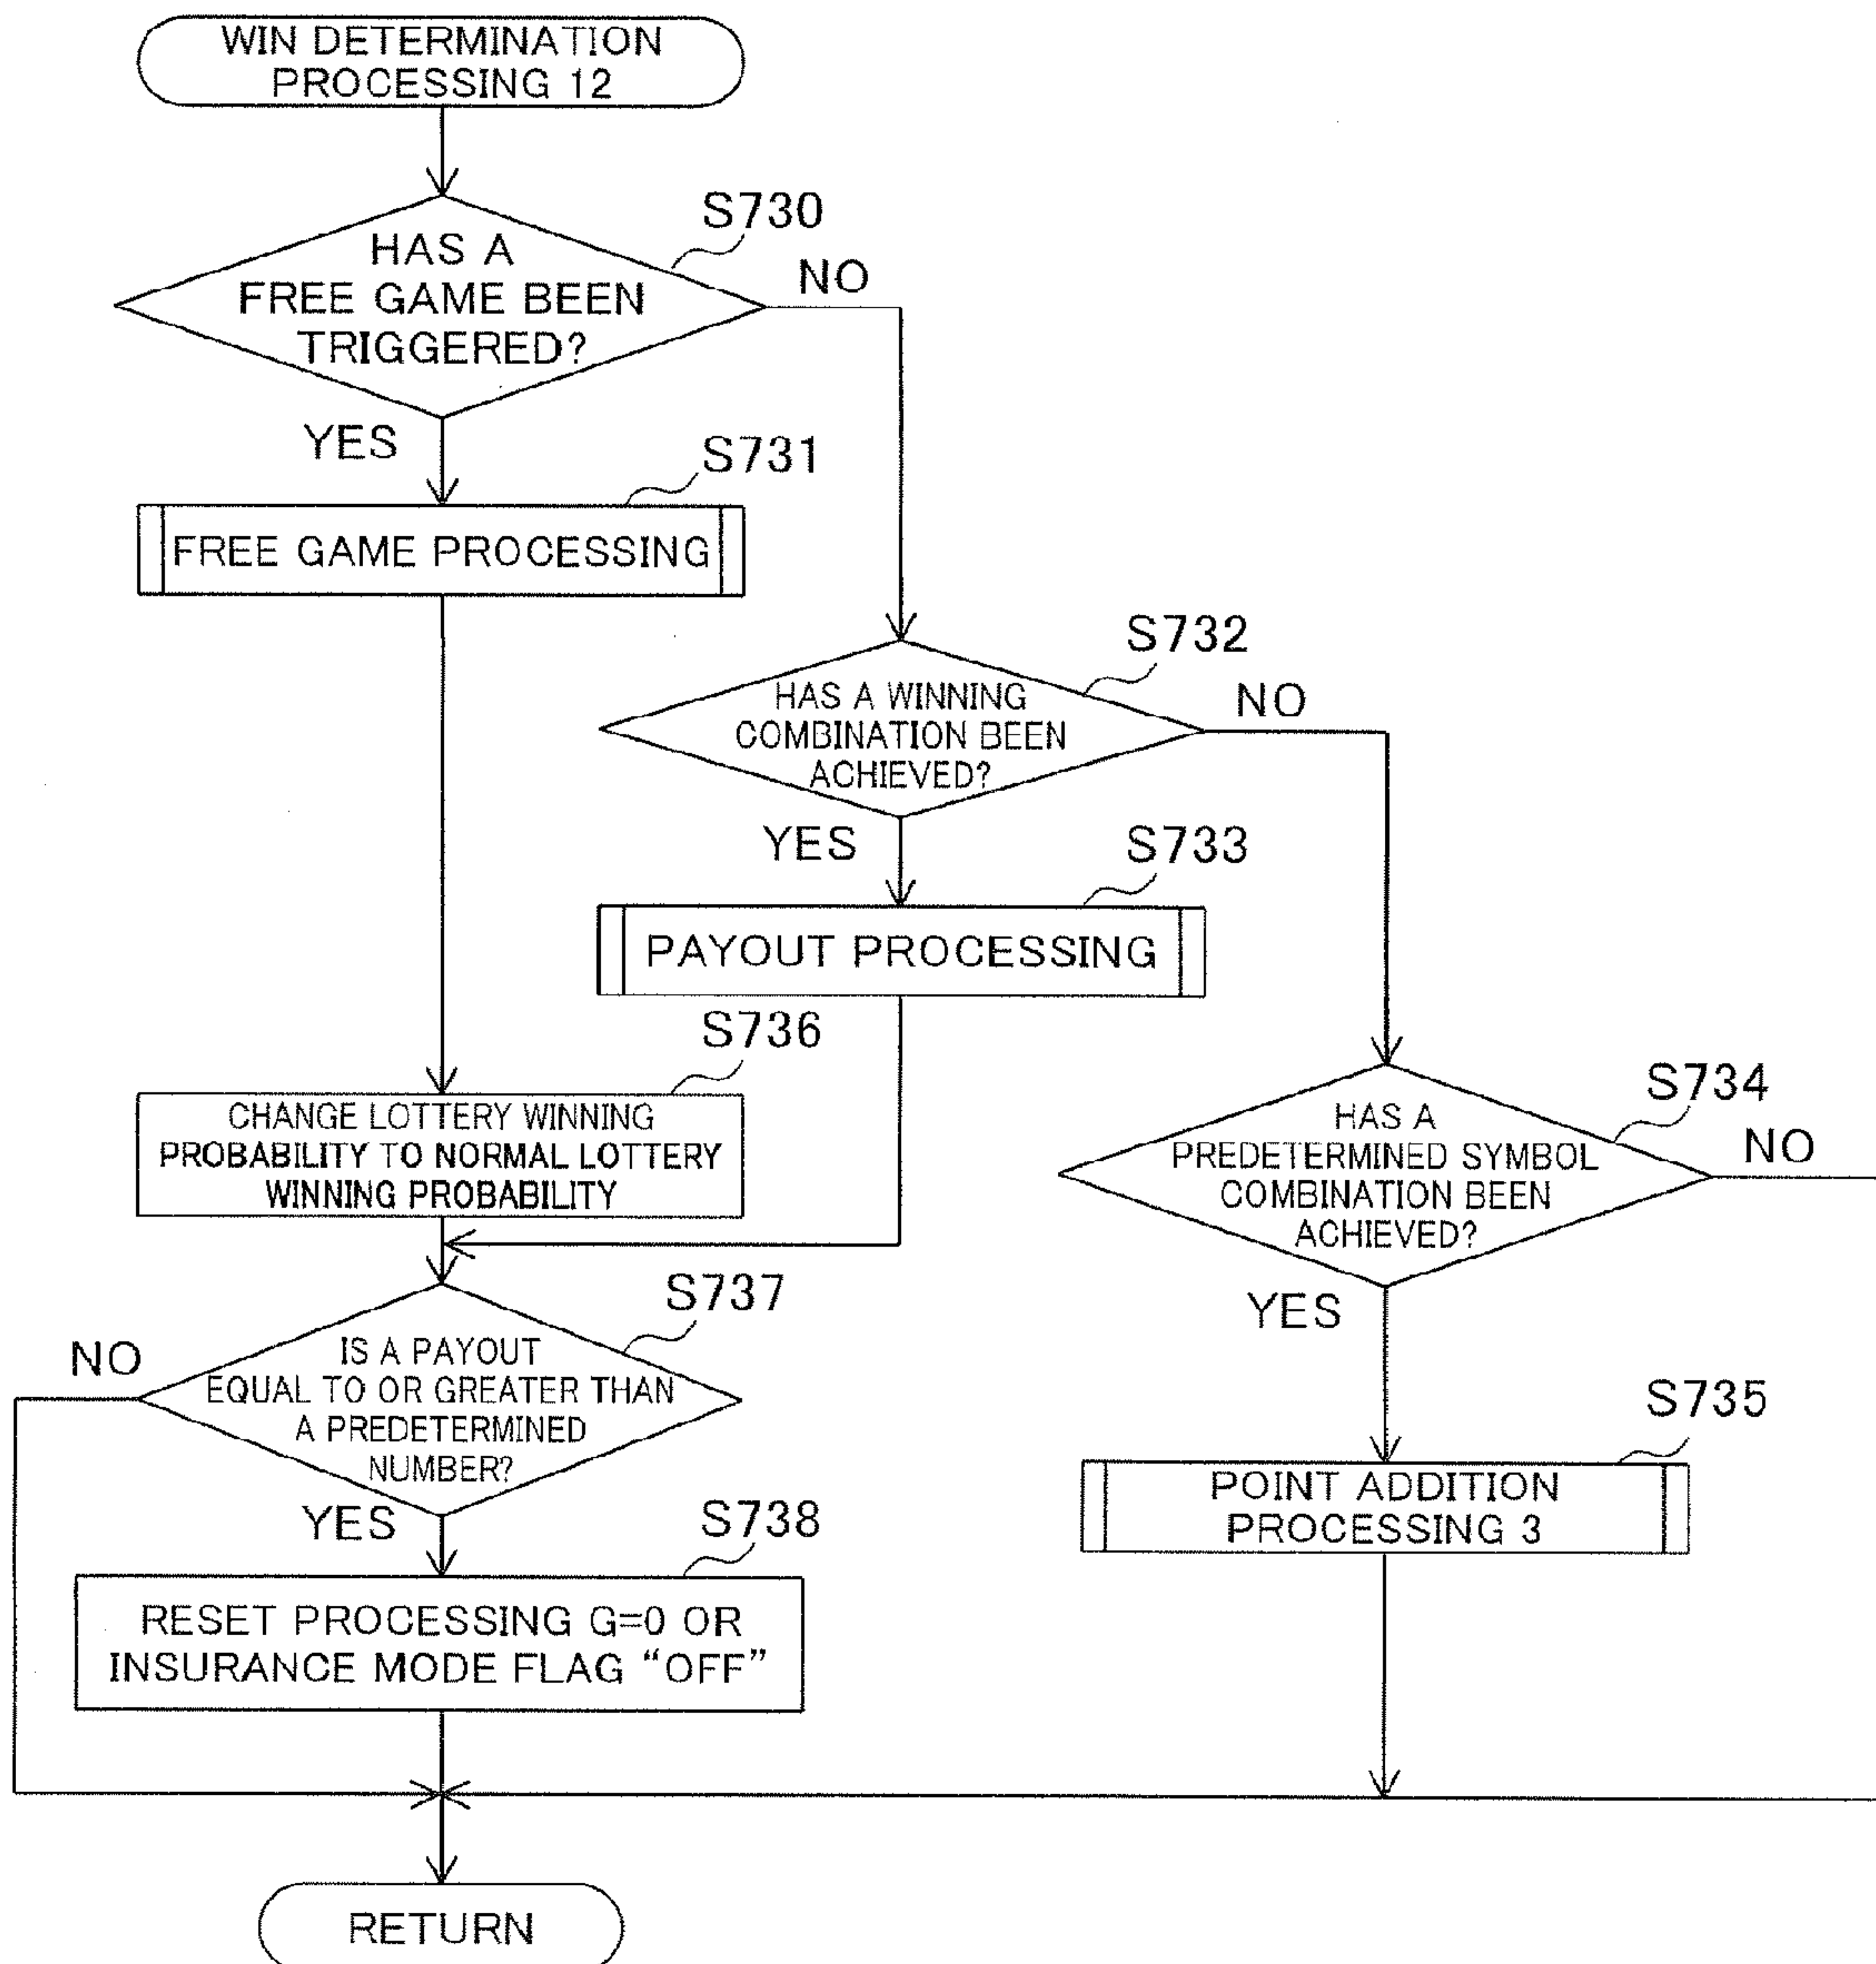 WIN DETERMINATION
PROCESSING 12
S730
HAS A
FREE GAME BEEN
TRIGGERED?
NO
YES
S731
FREE GAME PROCESSING
S732
HAS A WINNING
COMBINATION BEEN
ACHIEVED?
NO
YES
S733
PAYOUT PROCESSING
S736
CHANGE LOTTERY WINNING
PROBABILITY TO NORMAL LOTTERY
WINNING PROBABILITY
S734
HAS A
PREDETERMINED SYMBOL
COMBINATION BEEN
ACHIEVED?
NO
YES
S737
IS A PAYOUT
EQUAL TO OR GREATER THAN
A PREDETERMINED
NUMBER?
NO
YES
S735
POINT ADDITION
PROCESSING 3
S738
RESET PROCESSING G=0 OR
INSURANCE MODE FLAG “OFF”
RETURN